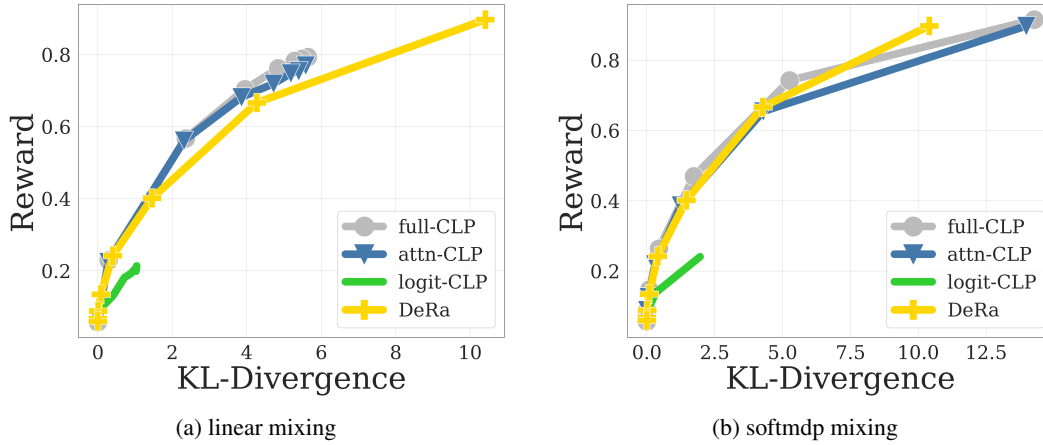 Reward
0.8
0.6
0.4
0.2
0 2 4 6 8 10
KL-Divergence
full-CLP
attn-CLP
logit-CLP
DeRa
(a) linear mixing
Reward
0.8
0.6
0.4
0.2
0.0 2.5 5.0 7.5 10.0 12.5
KL-Divergence
full-CLP
attn-CLP
logit-CLP
DeRa
(b) softmdp mixing